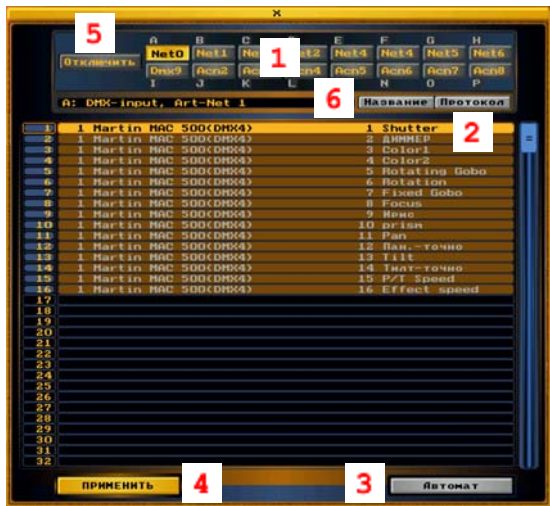 ×
5
A B E F G H
Отключить Net0 Net1 1 Net2 Net4 Net4 Net5 Net6
Dmx9 Acn2 Acn4 Acn5 Acn6 Acn7 Acn8
I J K L N O P
A: DMX-input, Art-Net 1 6 Название Протокол
2
1 1 Martin MAC 500(DMX4) 1 Shutter
2 1 Martin MAC 500(DMX4) 2 ДИММЕР
3 1 Martin MAC 500(DMX4) 3 Color1
4 1 Martin MAC 500(DMX4) 4 Color2
5 1 Martin MAC 500(DMX4) 5 Rotating Gobo
6 1 Martin MAC 500(DMX4) 6 Rotation
7 1 Martin MAC 500(DMX4) 7 Fixed Gobo
8 1 Martin MAC 500(DMX4) 8 Focus
9 1 Martin MAC 500(DMX4) 9 Ирис
10 1 Martin MAC 500(DMX4) 10 prism
11 1 Martin MAC 500(DMX4) 11 Pan
12 1 Martin MAC 500(DMX4) 12 Пан.-точно
13 1 Martin MAC 500(DMX4) 13 Tilt
14 1 Martin MAC 500(DMX4) 14 Тилт-точно
15 1 Martin MAC 500(DMX4) 15 P/T Speed
16 1 Martin MAC 500(DMX4) 16 Effect speed
17
18
19
20
21
22
23
24
25
26
27
28
29
30
31
32
ПРИМЕНИТЬ 4 3 Автомат